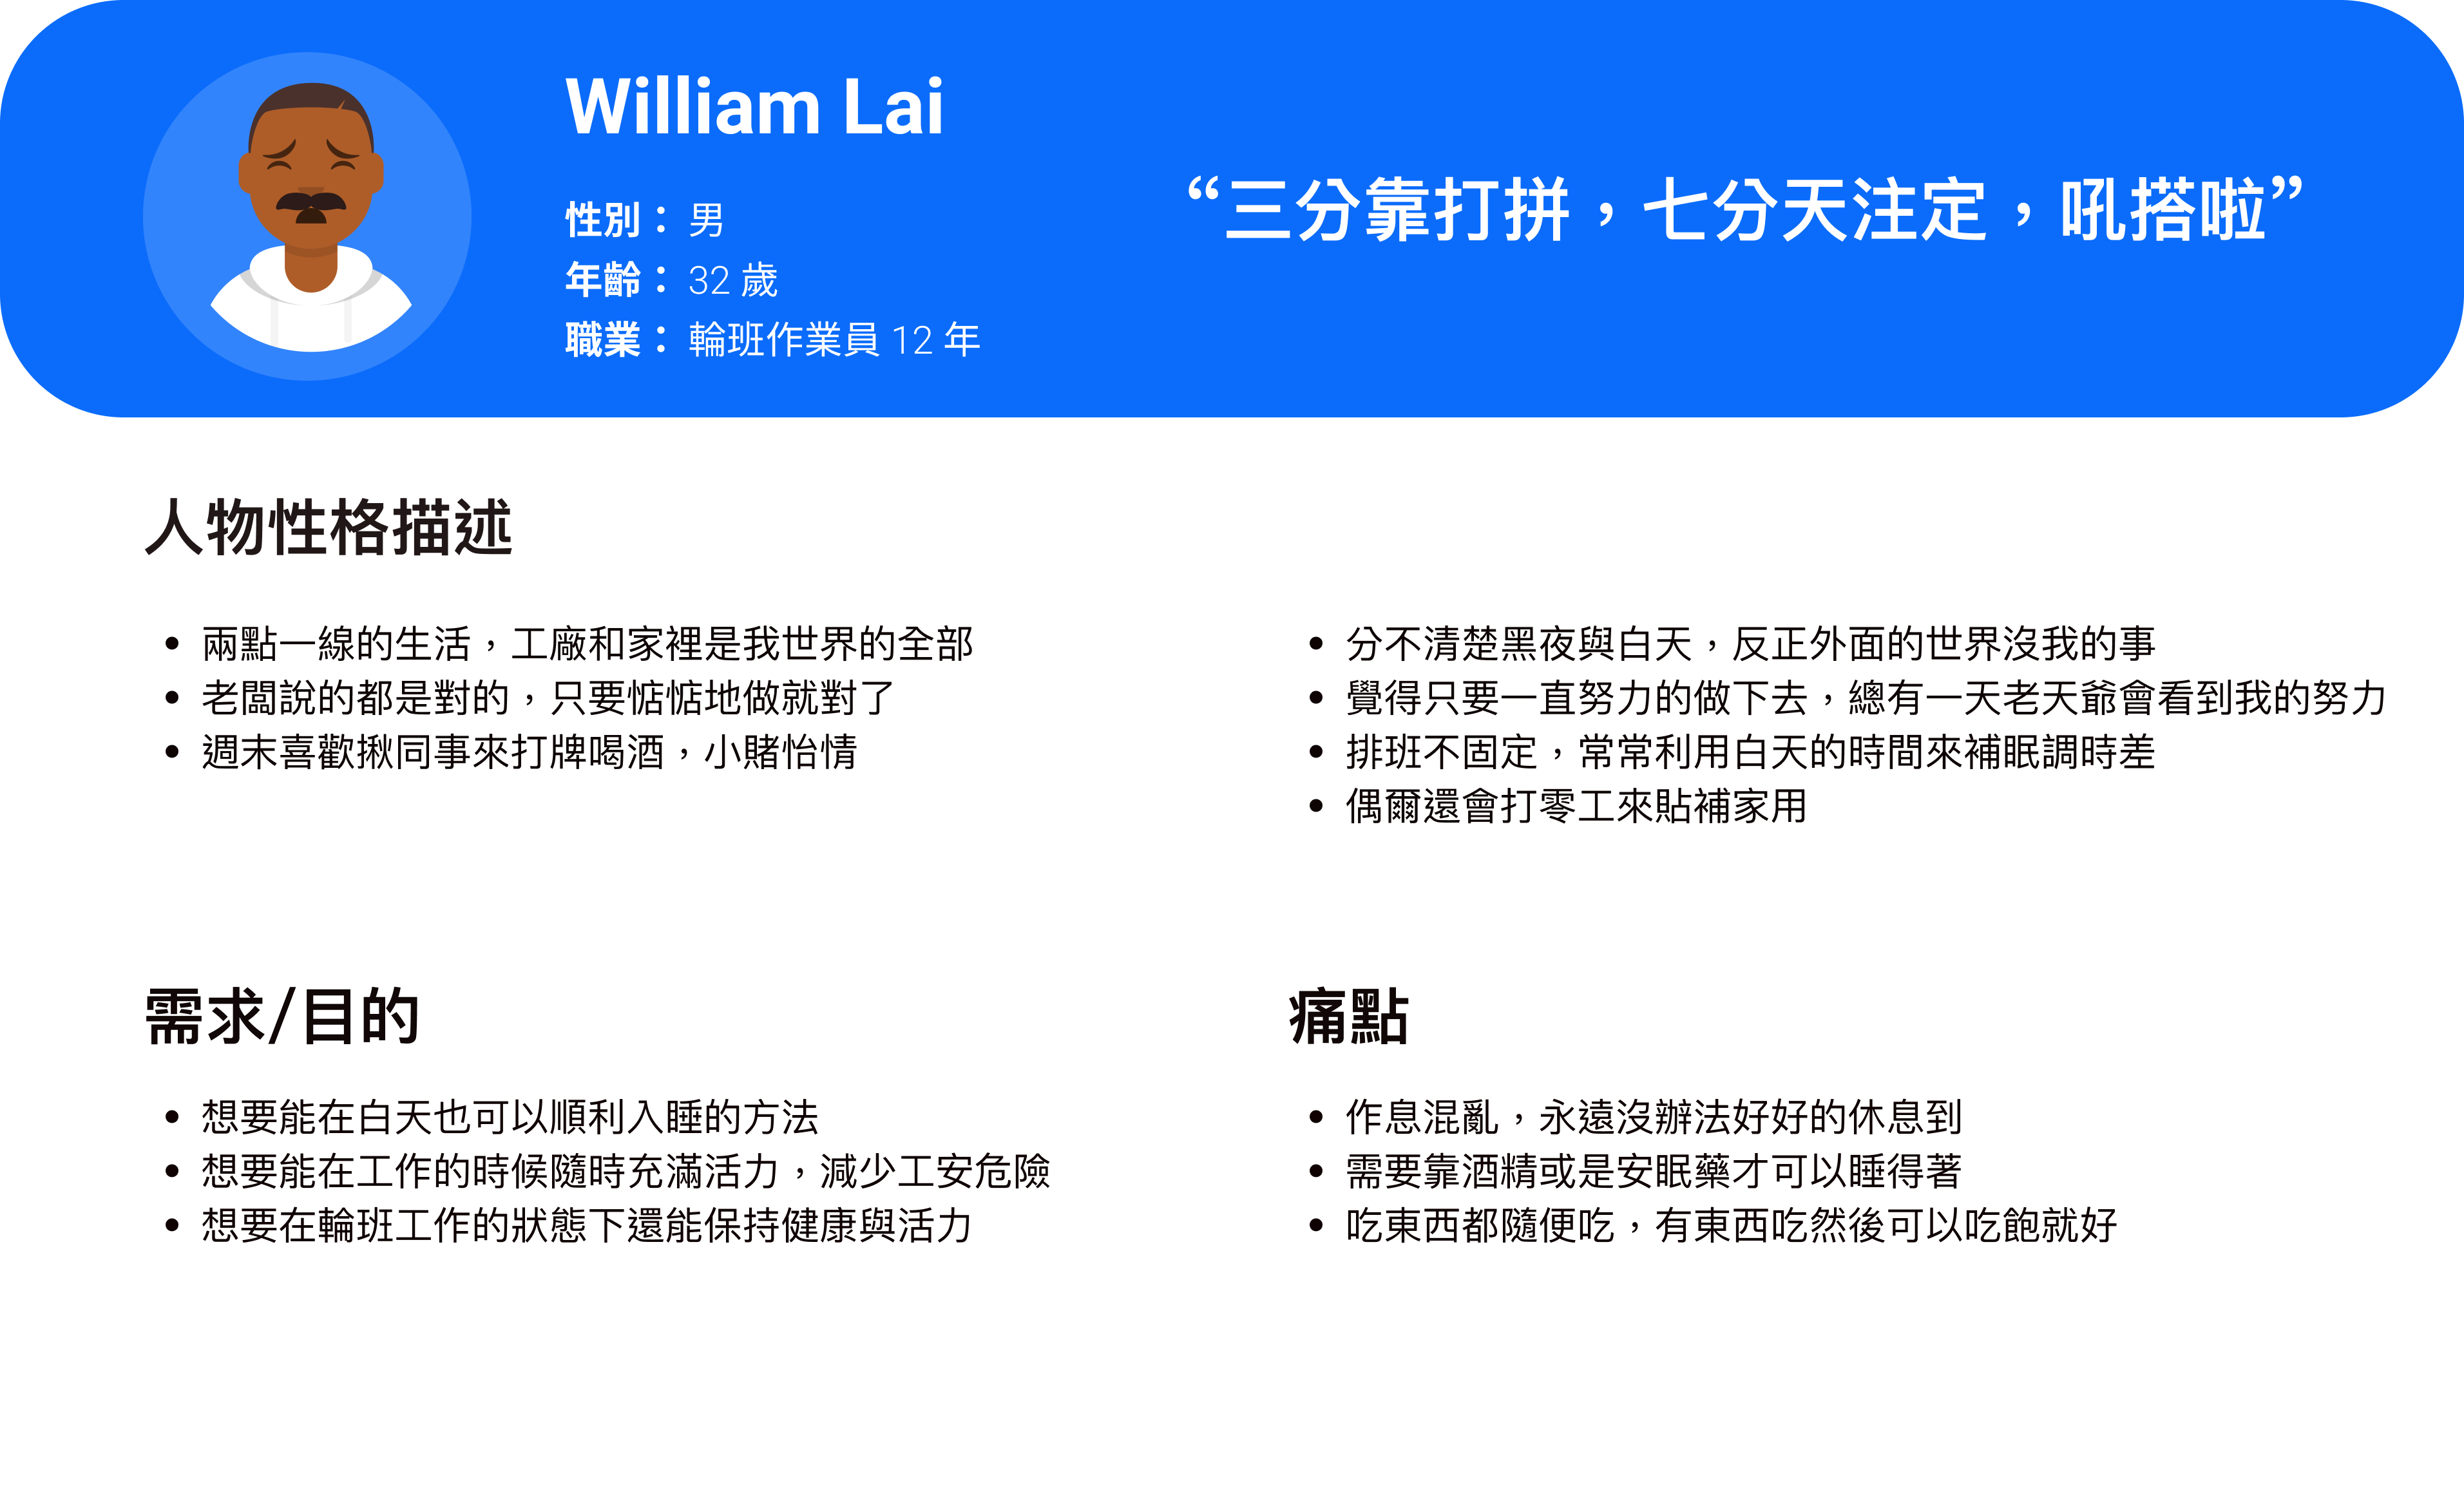 William Lai
性別：男
年齡：32 歲
職業：輪班作業員 12 年
“三分靠打拼，七分天注定，吼搭啦”
人物性格描述
• 兩點一線的生活，工廠和家裡是我世界的全部
• 老闆說的都是對的，只要惦惦地做就對了
• 週末喜歡揪同事來打牌喝酒，小賭怡情
• 分不清楚黑夜與白天，反正外面的世界沒我的事
• 覺得只要一直努力的做下去，總有一天老天爺會看到我的努力
• 排班不固定，常常利用白天的時間來補眠調時差
• 偶爾還會打零工來貼補家用
需求/目的
• 想要能在白天也可以順利入睡的方法
• 想要能在工作的時候隨時充滿活力，減少工安危險
• 想要在輪班工作的狀態下還能保持健康與活力
痛點
• 作息混亂，永遠沒辦法好好的休息到
• 需要靠酒精或是安眠藥才可以睡得著
• 吃東西都隨便吃，有東西吃然後可以吃飽就好